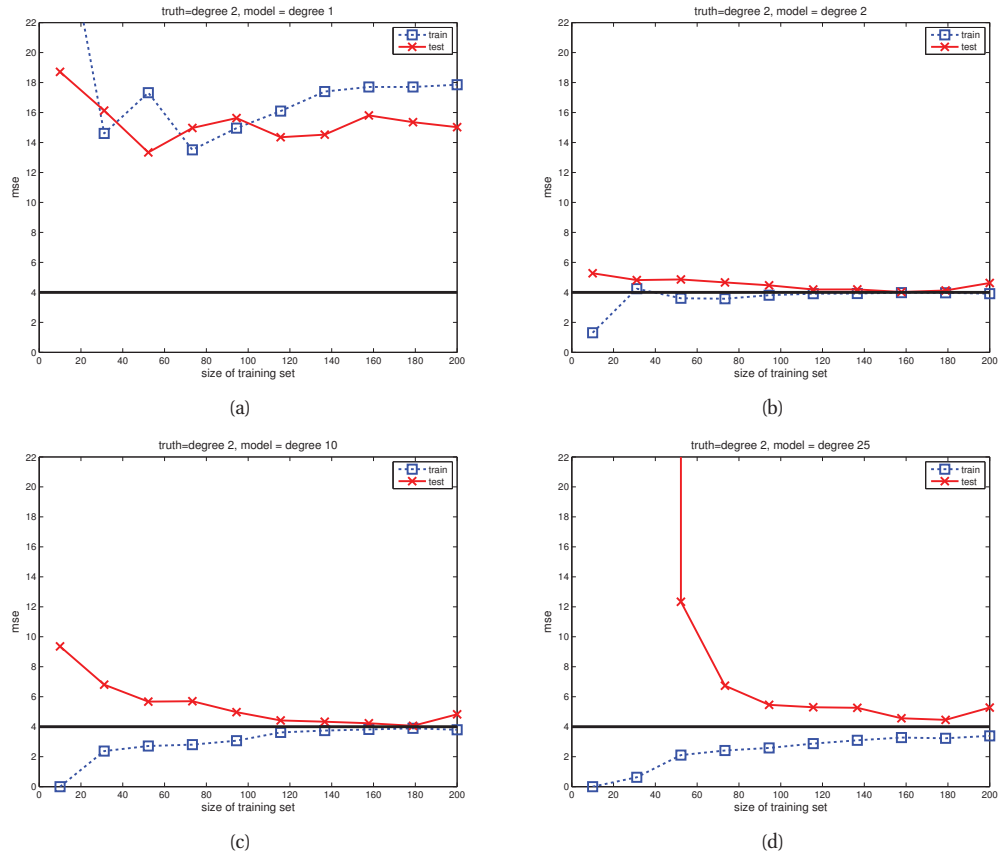 truth=degree 2, model = degree 1
22
20
18
16
14
12
10
8
6
4
2
0
mse
train
test
0 20 40 60 80 100 120 140 160 180 200
size of training set
(a)
truth=degree 2, model = degree 2
22
20
18
16
14
12
10
8
6
4
2
0
mse
train
test
0 20 40 60 80 100 120 140 160 180 200
size of training set
(b)
truth=degree 2, model = degree 10
22
20
18
16
14
12
10
8
6
4
2
0
mse
train
test
0 20 40 60 80 100 120 140 160 180 200
size of training set
(c)
truth=degree 2, model = degree 25
22
20
18
16
14
12
10
8
6
4
2
0
mse
train
test
0 20 40 60 80 100 120 140 160 180 200
size of training set
(d)